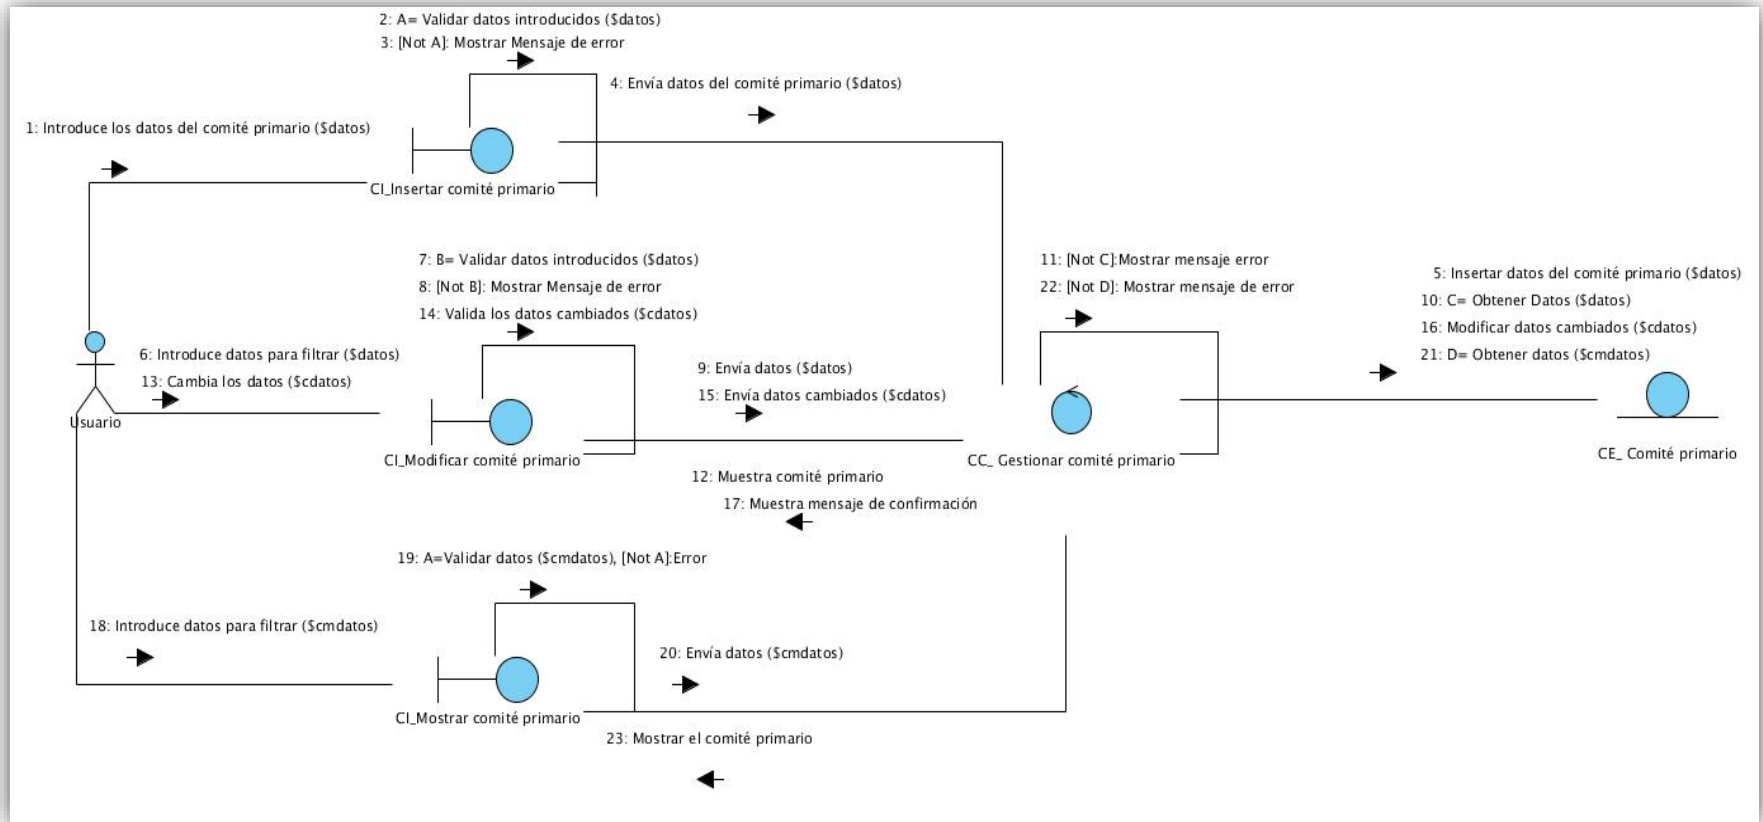 2: A= Validar datos introducidos ($datos)
3: [Not A]: Mostrar Mensaje de error
4: Envía datos del comité primario ($datos)
1: Introduce los datos del comité primario ($datos)
CI_Insertar comité primario
7: B= Validar datos introducidos ($datos)
8: [Not B]: Mostrar Mensaje de error
14: Valida los datos cambiados ($cdatos)
11: [Not C]:Mostrar mensaje error
22: [Not D]: Mostrar mensaje de error
5: Insertar datos del comité primario ($datos)
10: C= Obtener Datos ($datos)
16: Modificar datos cambiados ($cdatos)
21: D= Obtener datos ($cmdatos)
6: Introduce datos para filtrar ($datos)
13: Cambia los datos ($cdatos)
9: Envía datos ($datos)
15: Envía datos cambiados ($cdatos)
Usuario
CI_Modificar comité primario
CC_ Gestionar comité primario
CE_ Comité primario
12: Muestra comité primario
17: Muestra mensaje de confirmación
19: A=Validar datos ($cmdatos), [Not A]:Error
18: Introduce datos para filtrar ($cmdatos)
20: Envía datos ($cmdatos)
CI_Mostrar comité primario
23: Mostrar el comité primario